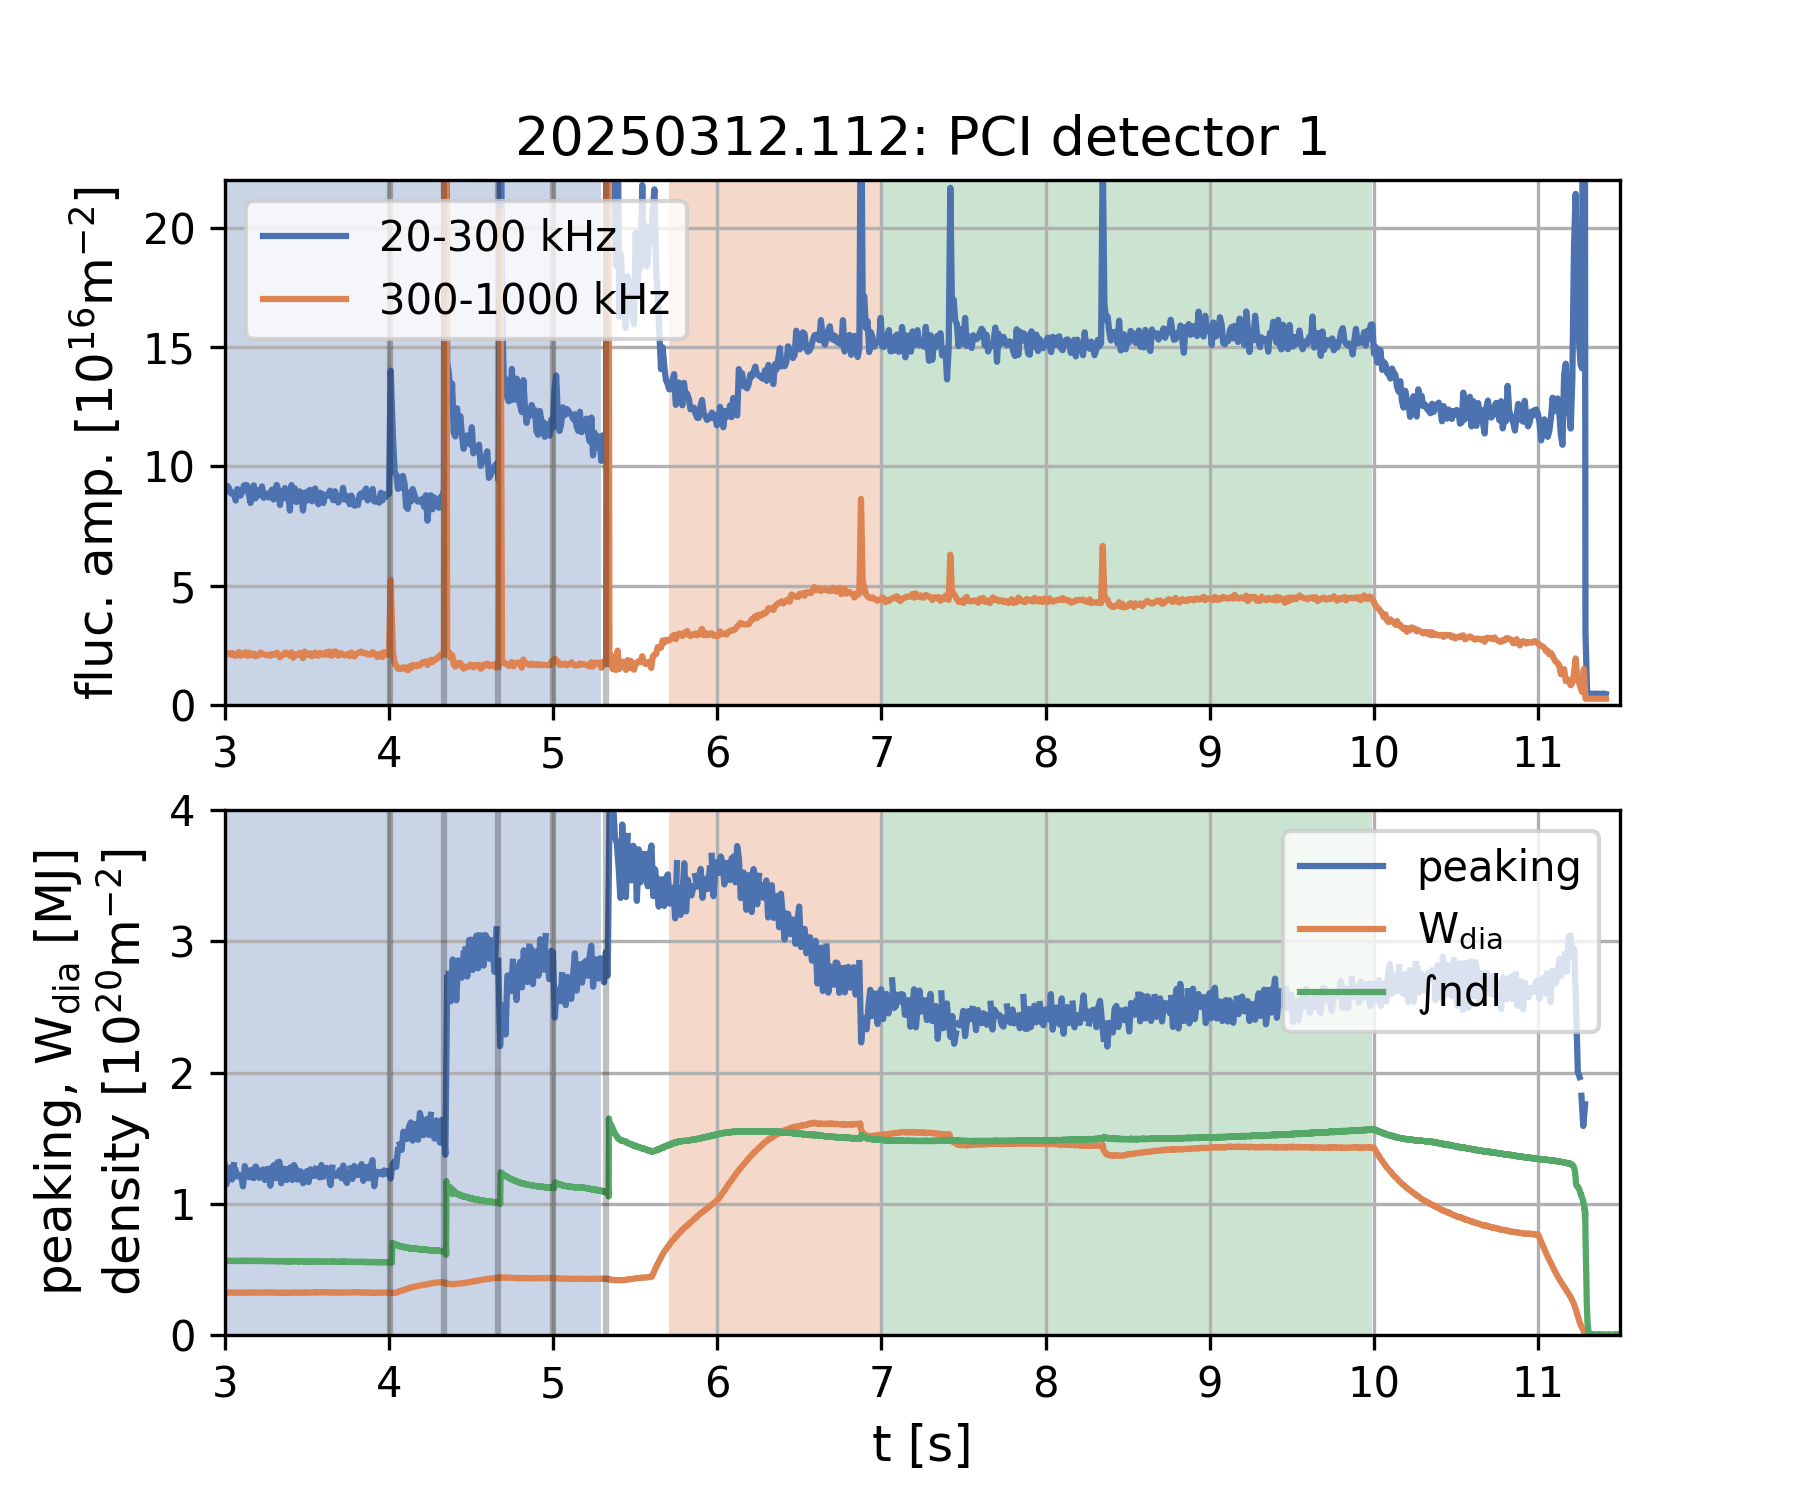 20250312.112: PCI detector 1
fluc. amp. [10¹⁶m⁻²]
20
15
10
5
0
20-300 kHz
300-1000 kHz
3 4 5 6 7 8 9 10 11
peaking, W_dia [MJ]
density [10²⁰m⁻²]
4
3
2
1
0
peaking
W_dia
∫ndl
3 4 5 6 7 8 9 10 11
t [s]